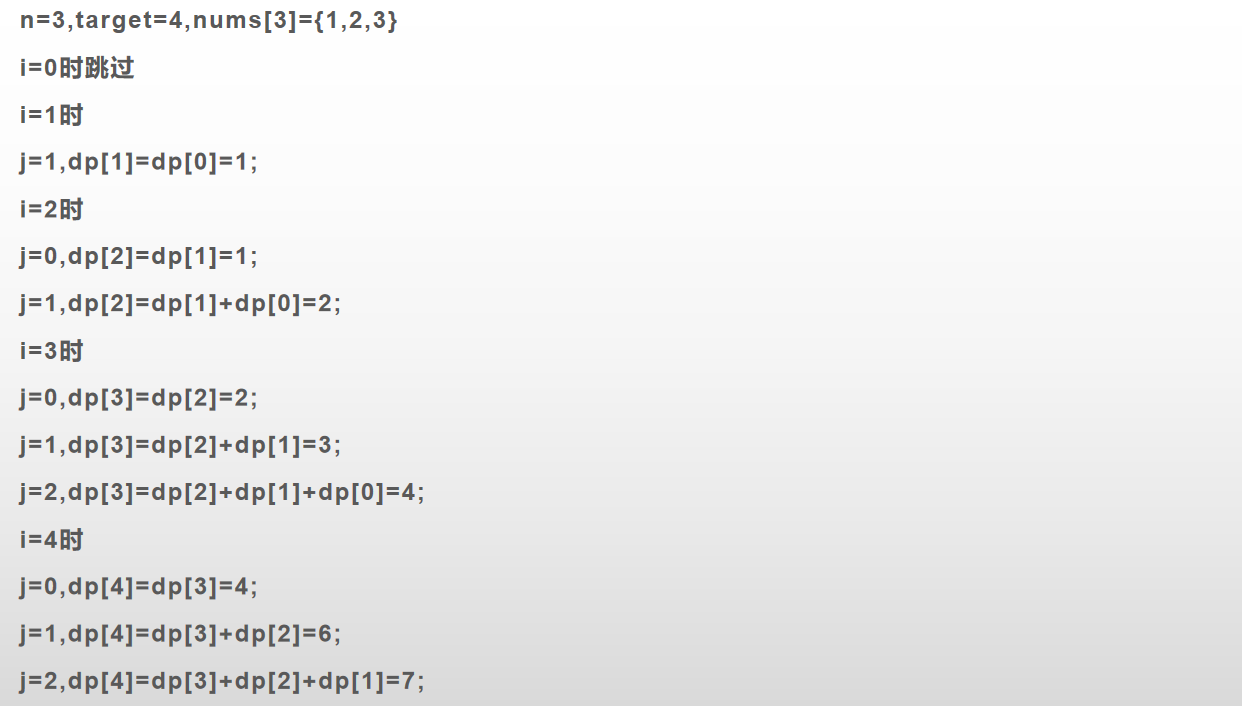 n=3,target=4,nums[3]={1,2,3}
i=0时跳过
i=1时
j=1,dp[1]=dp[0]=1;
i=2时
j=0,dp[2]=dp[1]=1;
j=1,dp[2]=dp[1]+dp[0]=2;
i=3时
j=0,dp[3]=dp[2]=2;
j=1,dp[3]=dp[2]+dp[1]=3;
j=2,dp[3]=dp[2]+dp[1]+dp[0]=4;
i=4时
j=0,dp[4]=dp[3]=4;
j=1,dp[4]=dp[3]+dp[2]=6;
j=2,dp[4]=dp[3]+dp[2]+dp[1]=7;